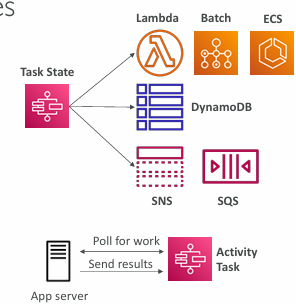 es
Lambda
Batch
ECS
Task State
DynamoDB
SNS
SQS
Poll for work
Send results
Activity
Task
App server